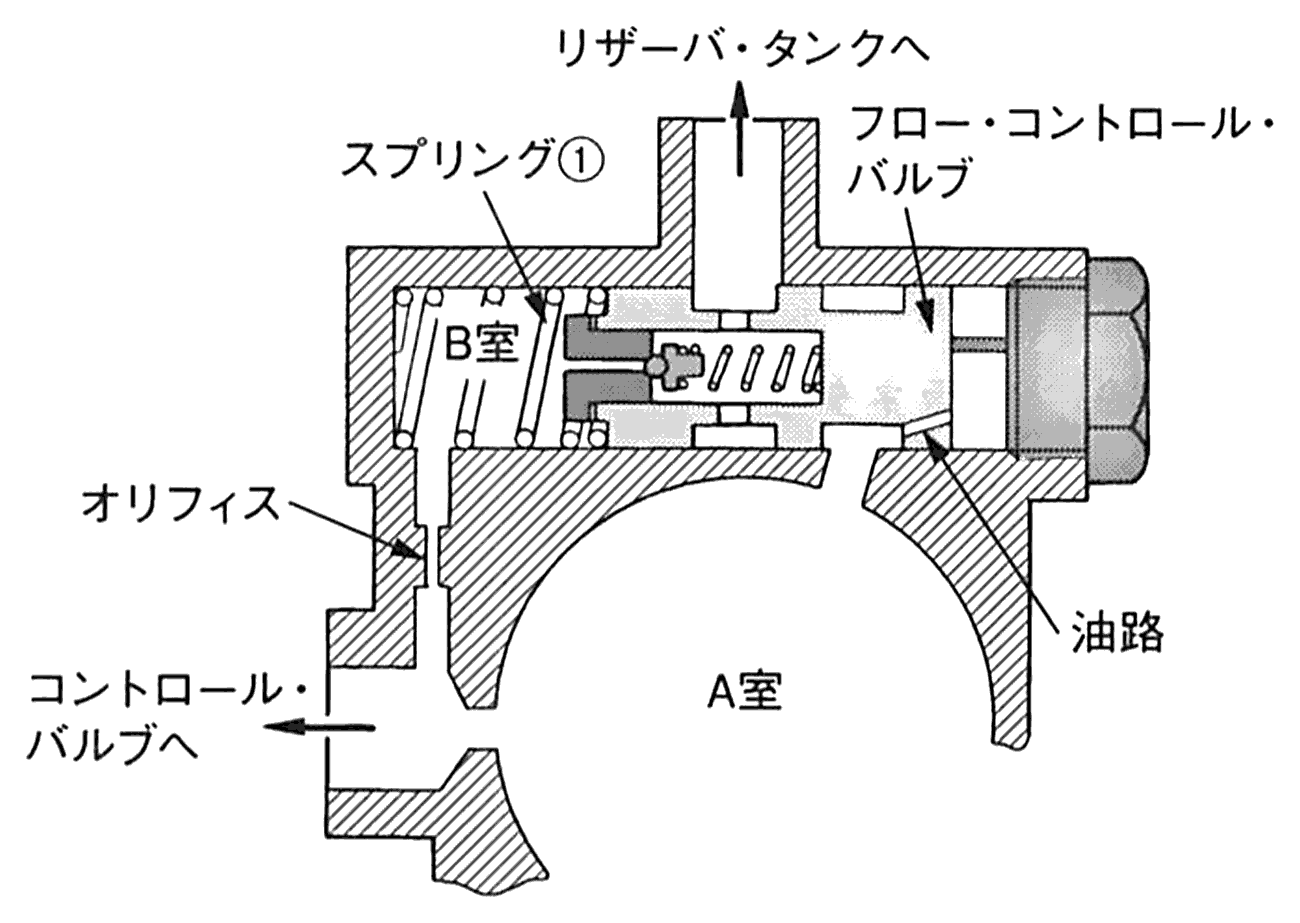 リザーバ・タンクへ
フロー・コントロール・
バルブ
スプリング①
B室
オリフィス
油路
コントロール・
バルブへ
A室